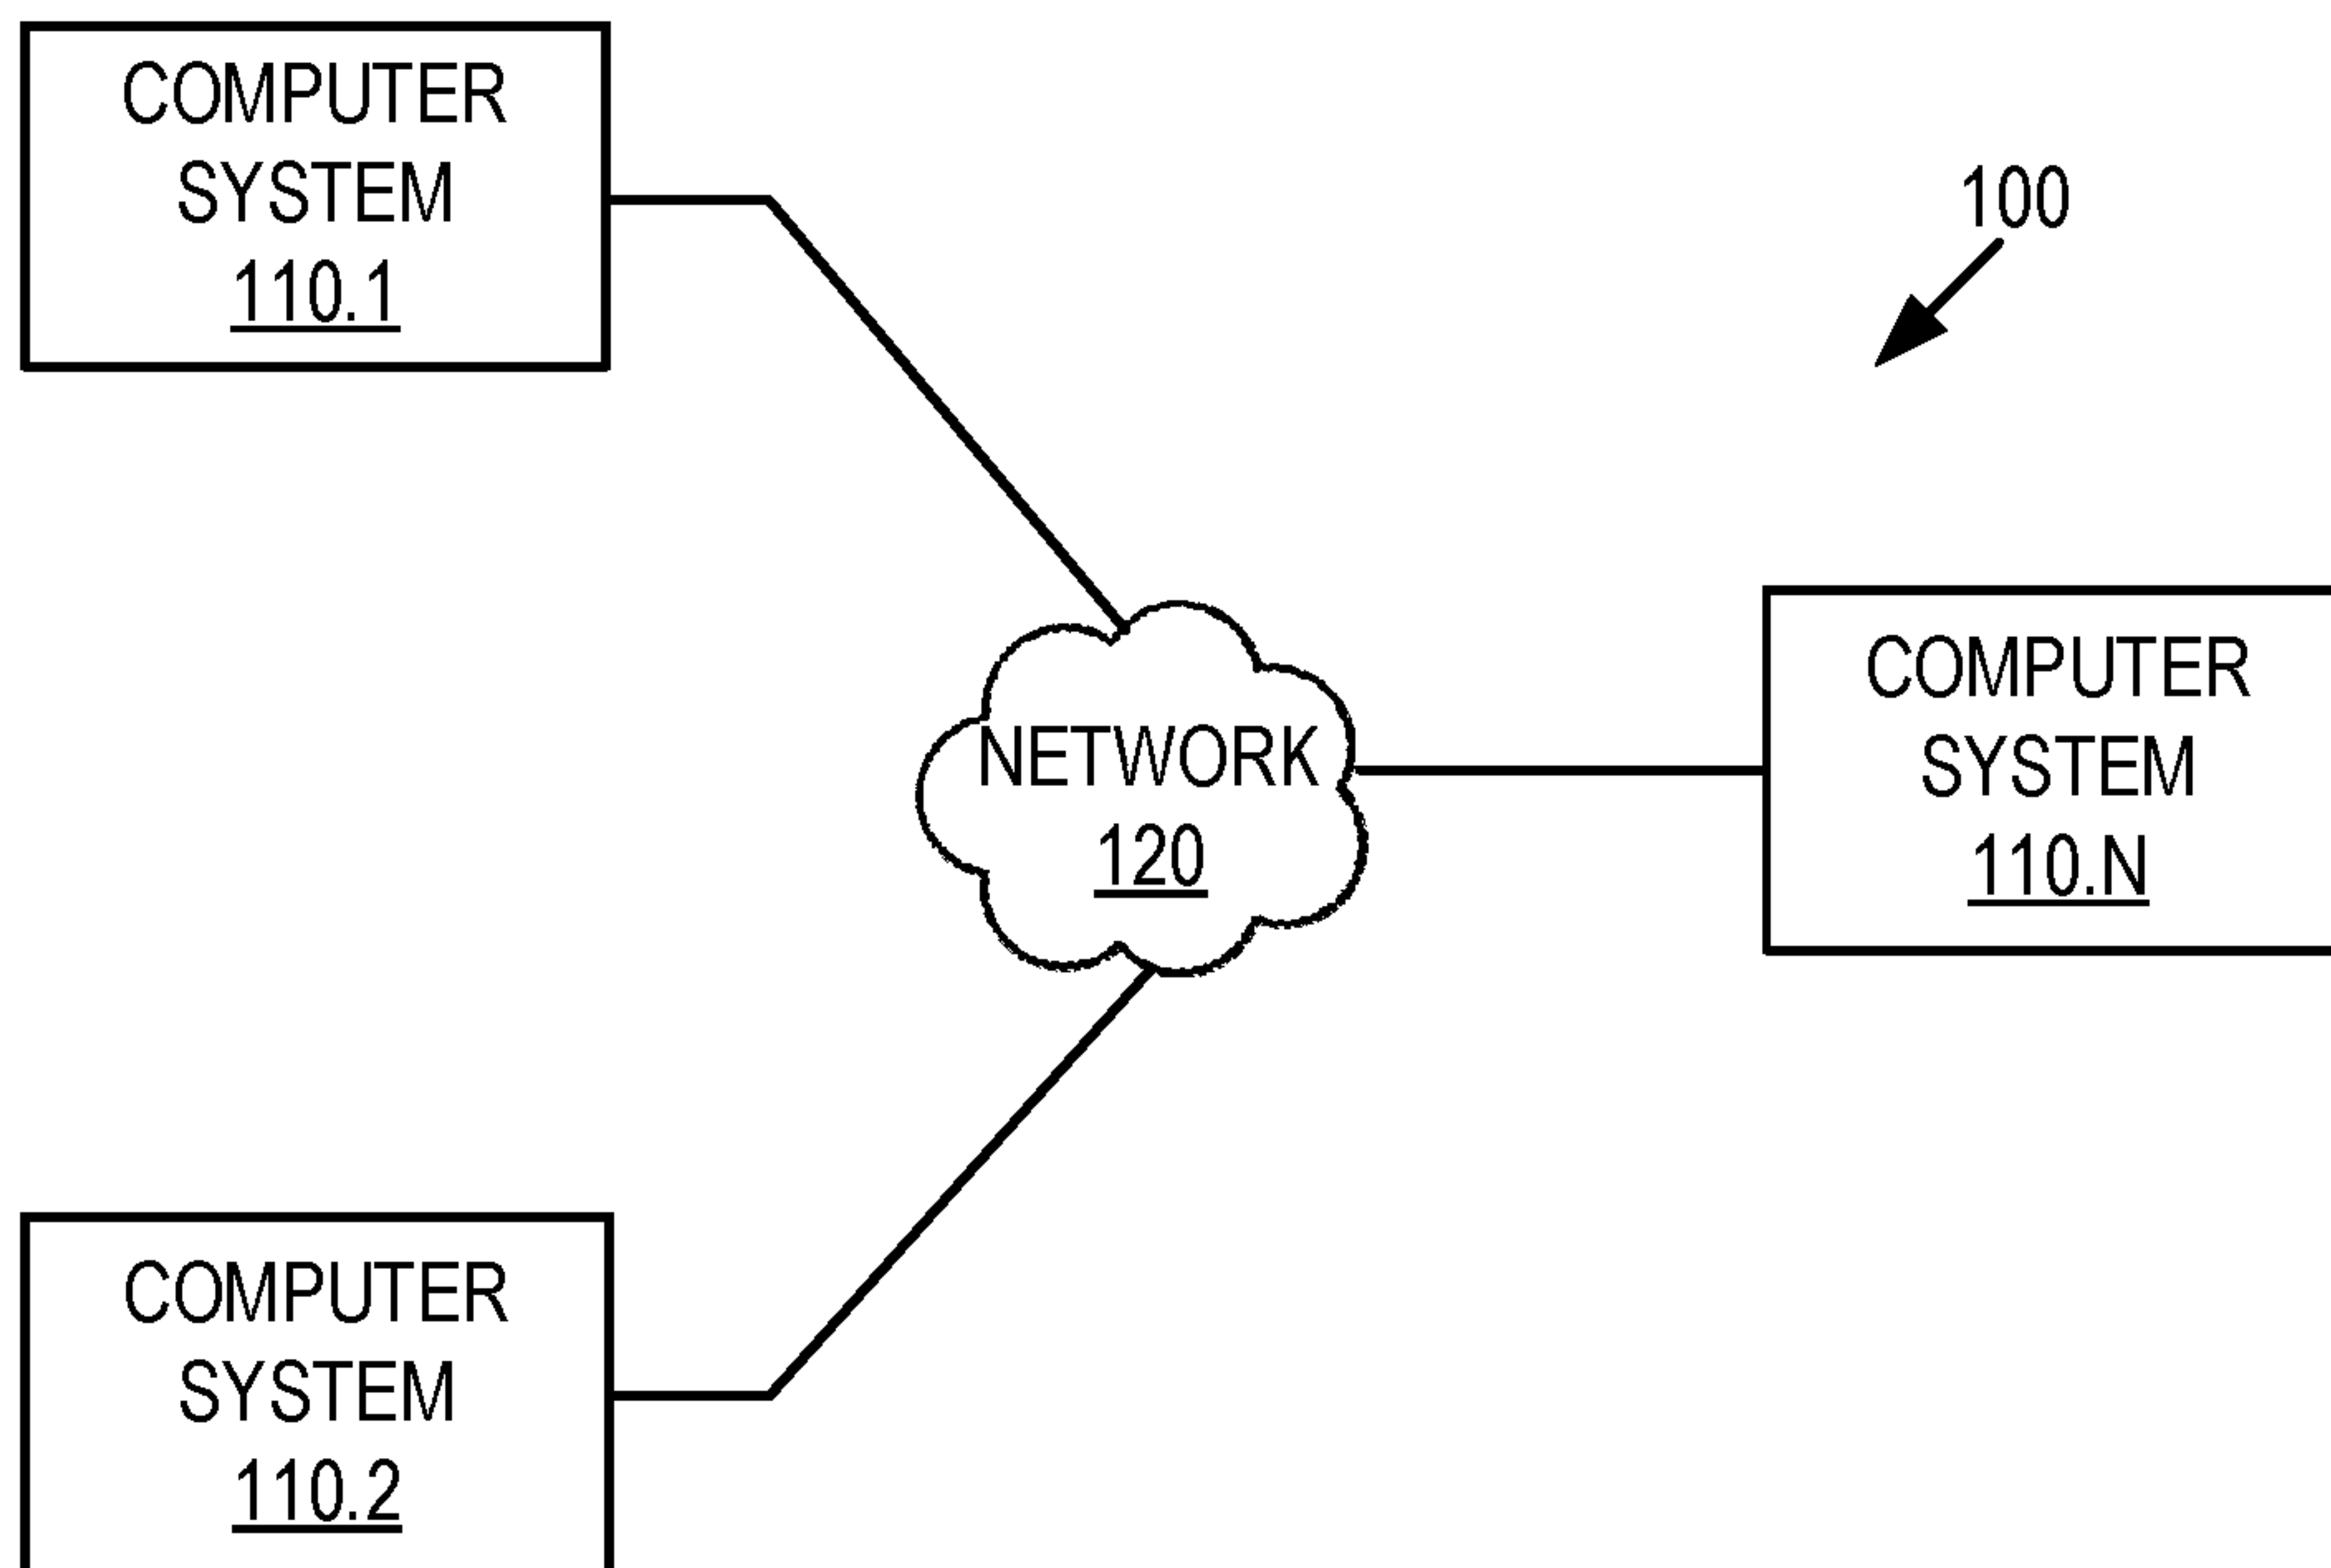 COMPUTER
SYSTEM
110.1
100
NETWORK
120
COMPUTER
SYSTEM
110.N
COMPUTER
SYSTEM
110.2